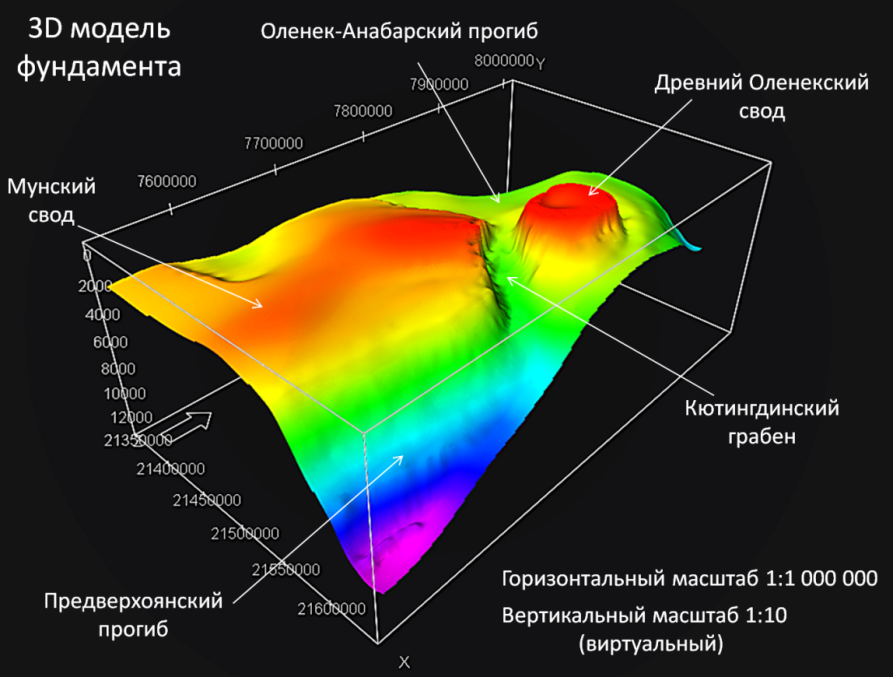 3D модель
фундамента
Оленек-Анабарский прогиб
Древний Оленекский
свод
Мунский
свод
8000000
Y
7900000
7800000
7700000
7600000
0
2000
4000
6000
8000
10000
12000
21350000
21400000
21450000
21500000
21550000
21600000
X
Кютингдинский
грабен
Предверхоянский
прогиб
Горизонтальный масштаб 1:1 000 000
Вертикальный масштаб 1:10
(виртуальный)